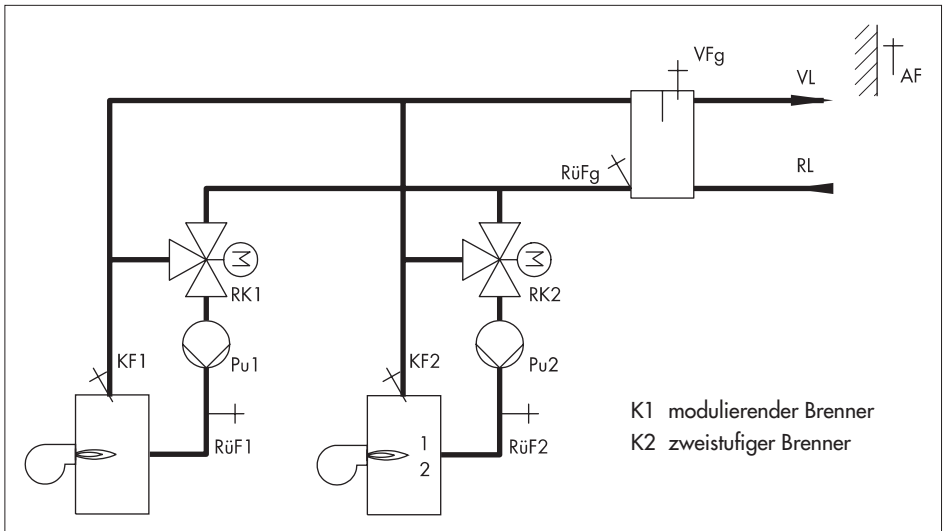 VFg
VL
AF
RüFg
RL
M
M
RK1
RK2
KF1
Pu1
KF2
Pu2
K1 modulierender Brenner
RüF1
1
RüF2
K2 zweistufiger Brenner
2